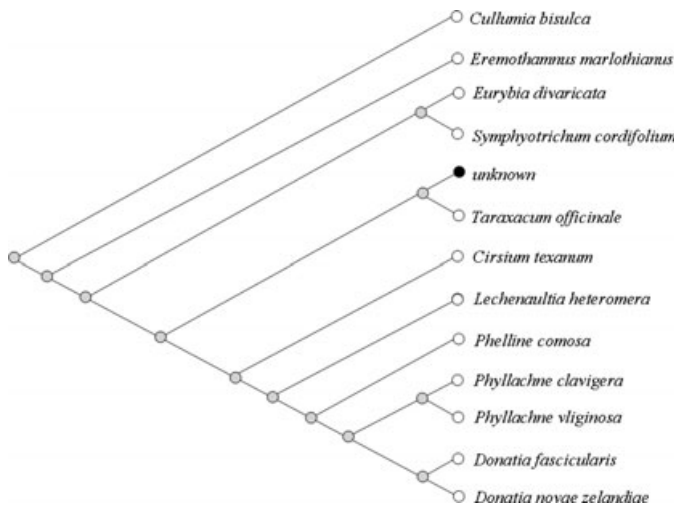 Cullumia bisulca
Eremothamnus marlothianus
Eurybia divaricata
Symphyotrichum cordifolium
unknown
Taraxacum officinale
Cirsium texanum
Lechenaultia heteromera
Phelline comosa
Phyllachne clavigera
Phyllachne vliginosa
Donatia fascicularis
Donatia novae zelandiae